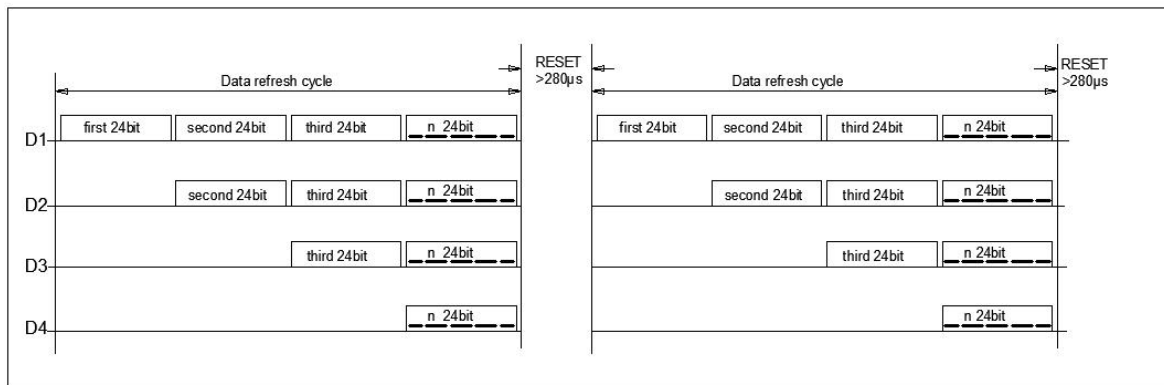 RESET
>280µs
RESET
>280µs
Data refresh cycle
Data refresh cycle
D1
first 24bit
second 24bit
third 24bit
n 24bit
first 24bit
second 24bit
third 24bit
n 24bit
D2
second 24bit
third 24bit
n 24bit
second 24bit
third 24bit
n 24bit
D3
third 24bit
n 24bit
third 24bit
n 24bit
D4
n 24bit
n 24bit